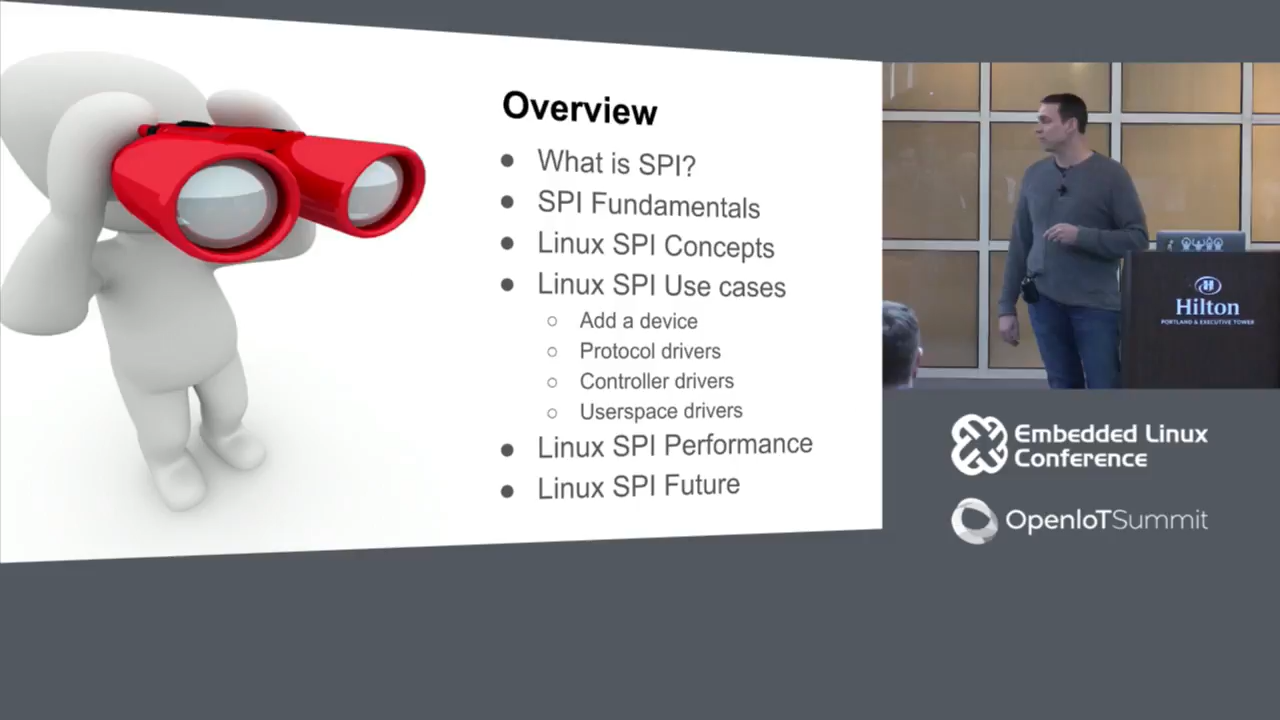 Overview
What is SPI?
SPI Fundamentals
Linux SPI Concepts
Linux SPI Use cases
Add a device
Protocol drivers
Controller drivers
Userspace drivers
Linux SPI Performance
Linux SPI Future
Hilton
PORTLAND & EXECUTIVE TOWER
Embedded Linux
Conference
OpenIoTSummit